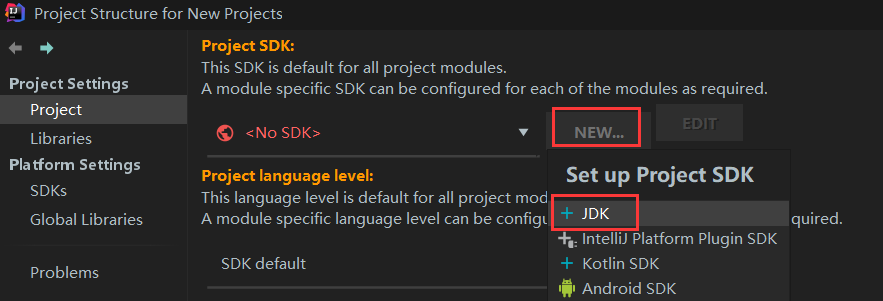 IJ Project Structure for New Projects
Project Settings
Project
Libraries
Platform Settings
SDKs
Global Libraries
Problems
Project SDK:
This SDK is default for all project modules.
A module specific SDK can be configured for each of the modules as required.
<No SDK>
NEW...
EDIT
Project language level:
This language level is default for all project mod
A module specific language level can be configu
quired.
SDK default
Set up Project SDK
JDK
IntelliJ Platform Plugin SDK
Kotlin SDK
Android SDK